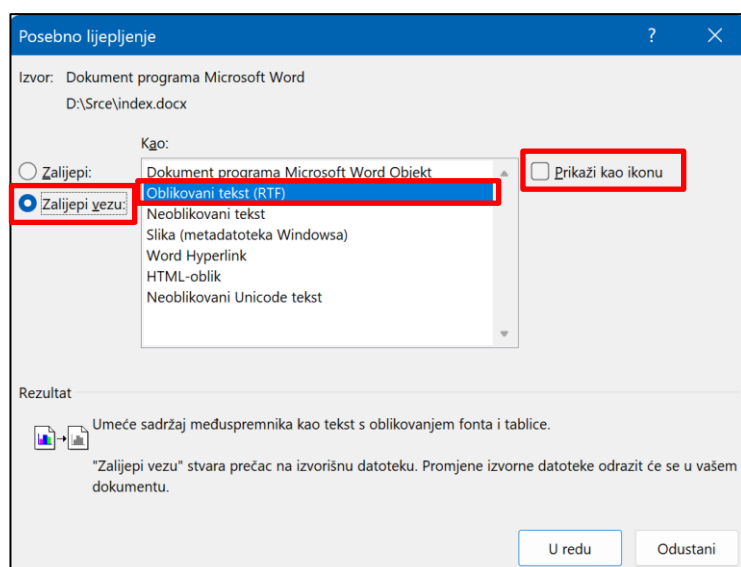 Posebno lijepljenje ? ×
Izvor: Dokument programa Microsoft Word
D:\Srce\index.docx
Kao:
Zalijepi:
Zalijepi vezu:
Dokument programa Microsoft Word Objekt
Oblikovani tekst (RTF)
Neoblikovani tekst
Slika (metadatoteka Windowsa)
Word Hyperlink
HTML-oblik
Neoblikovani Unicode tekst
Prikaži kao ikonu
Rezultat
Umeće sadržaj međuspremnika kao tekst s oblikovanjem fonta i tablice.
"Zalijepi vezu" stvara prečac na izvorišnu datoteku. Promjene izvorne datoteke odrazit će se u vašem
dokumentu.
U redu Odustani